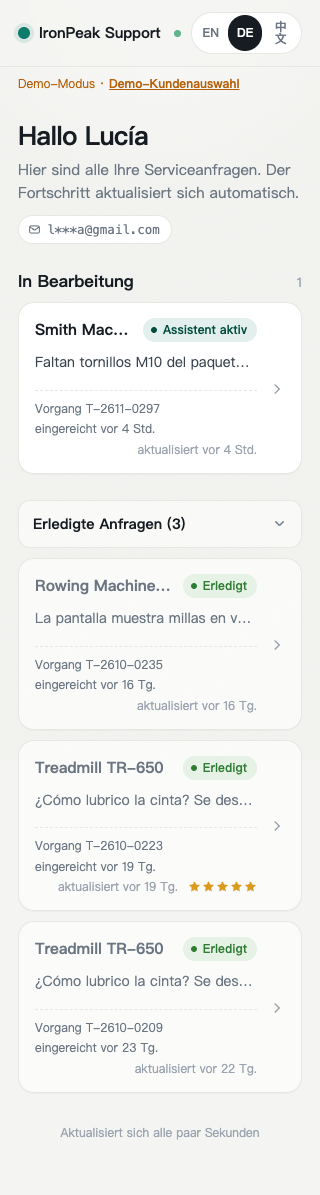 IronPeak Support
EN DE 中文
Demo-Modus · Demo-Kundenauswahl
Hallo Lucía
Hier sind alle Ihre Serviceanfragen. Der
Fortschritt aktualisiert sich automatisch.
l***a@gmail.com
In Bearbeitung 1
Smith Mac... Assistent aktiv
Faltan tornillos M10 del paquet...
Vorgang T-2611-0297
eingereicht vor 4 Std.
aktualisiert vor 4 Std.
Erledigte Anfragen (3)
Rowing Machine... Erledigt
La pantalla muestra millas en v...
Vorgang T-2610-0235
eingereicht vor 16 Tg.
aktualisiert vor 16 Tg.
Treadmill TR-650 Erledigt
¿Cómo lubrico la cinta? Se des...
Vorgang T-2610-0223
eingereicht vor 19 Tg.
aktualisiert vor 19 Tg. ★★★★★
Treadmill TR-650 Erledigt
¿Cómo lubrico la cinta? Se des...
Vorgang T-2610-0209
eingereicht vor 23 Tg.
aktualisiert vor 22 Tg.
Aktualisiert sich alle paar Sekunden